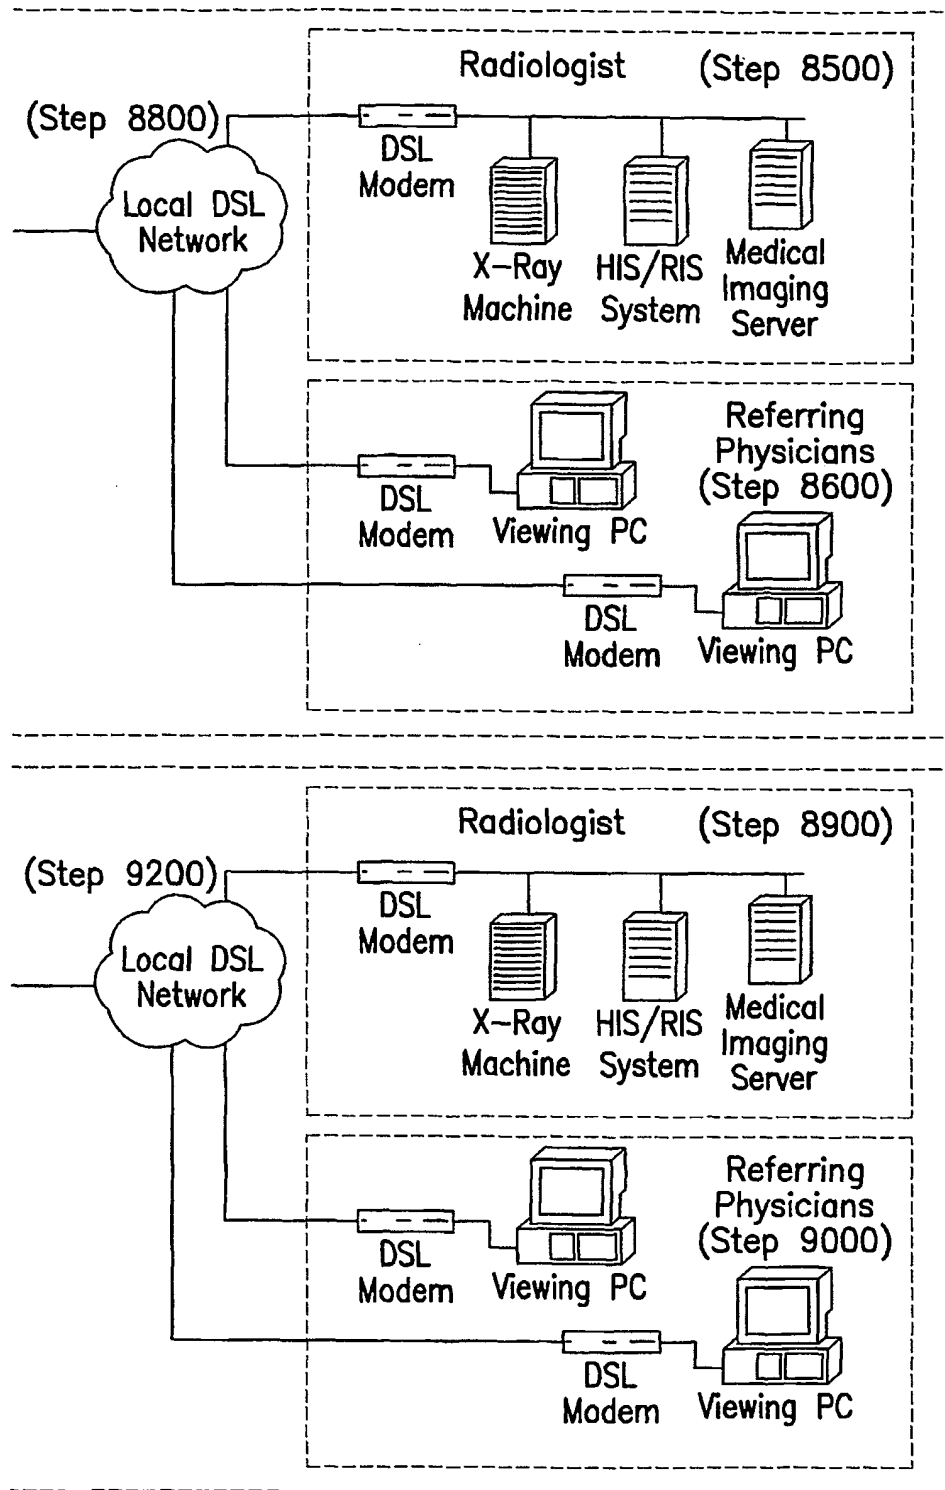 Radiologist (Step 8500)
(Step 8800)
DSL
Modem
Local DSL
Network
X-Ray
Machine
HIS/RIS
System
Medical
Imaging
Server
Referring
Physicians
(Step 8600)
DSL
Modem
Viewing PC
DSL
Modem
Viewing PC
Radiologist (Step 8900)
(Step 9200)
DSL
Modem
Local DSL
Network
X-Ray
Machine
HIS/RIS
System
Medical
Imaging
Server
Referring
Physicians
(Step 9000)
DSL
Modem
Viewing PC
DSL
Modem
Viewing PC